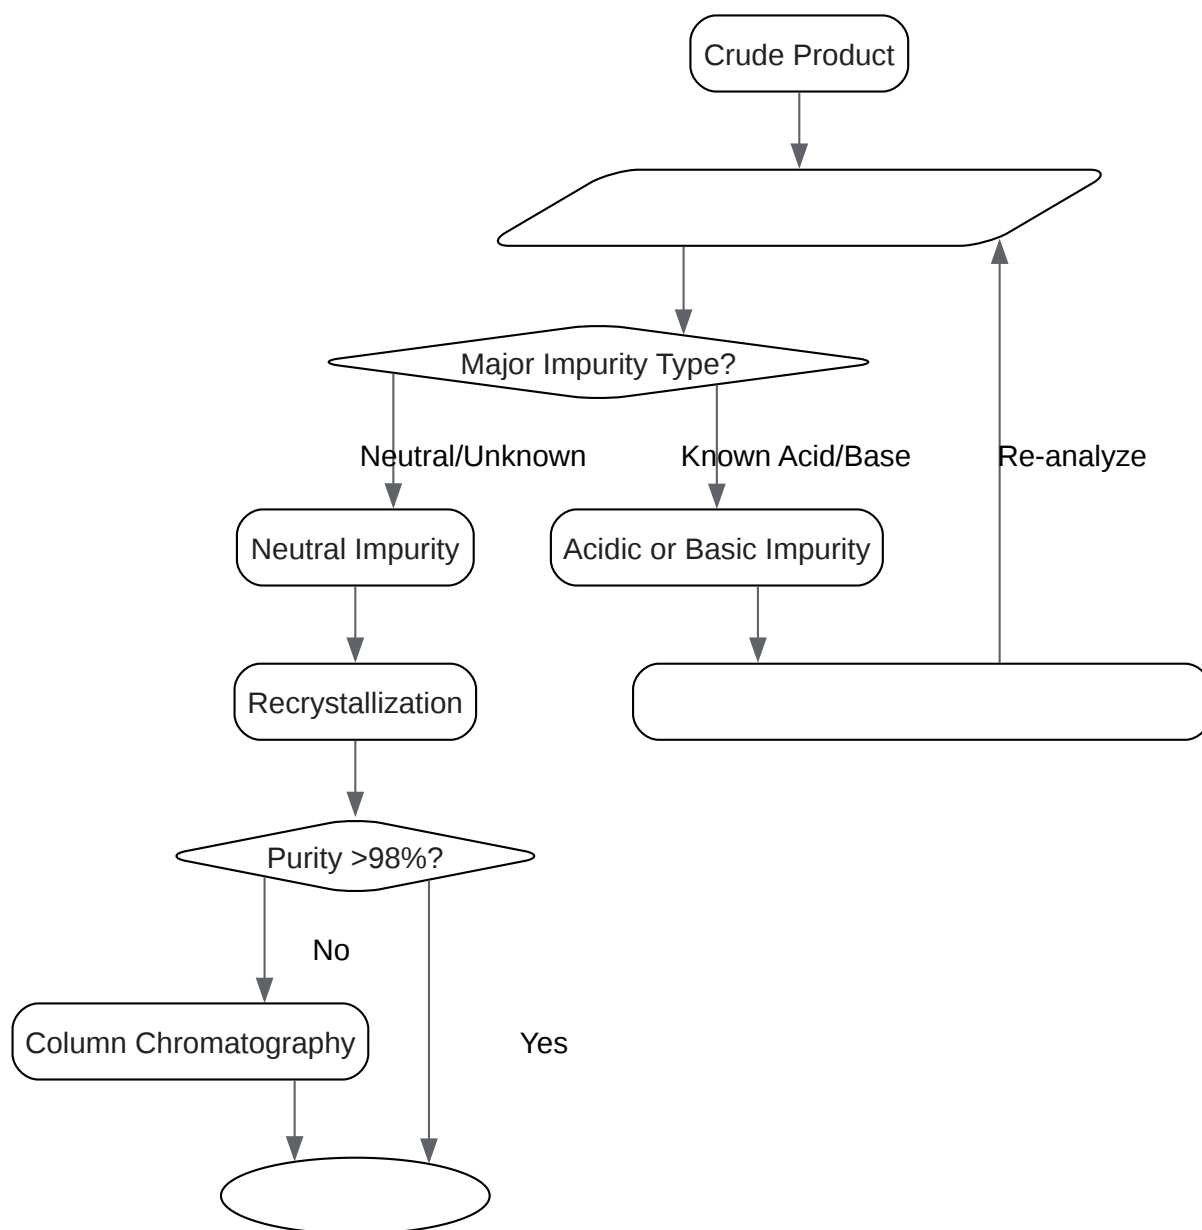 Crude Product
Major Impurity Type?
Neutral/Unknown
Known Acid/Base
Re-analyze
Neutral Impurity
Acidic or Basic Impurity
Recrystallization
Purity >98%?
No
Column Chromatography
Yes